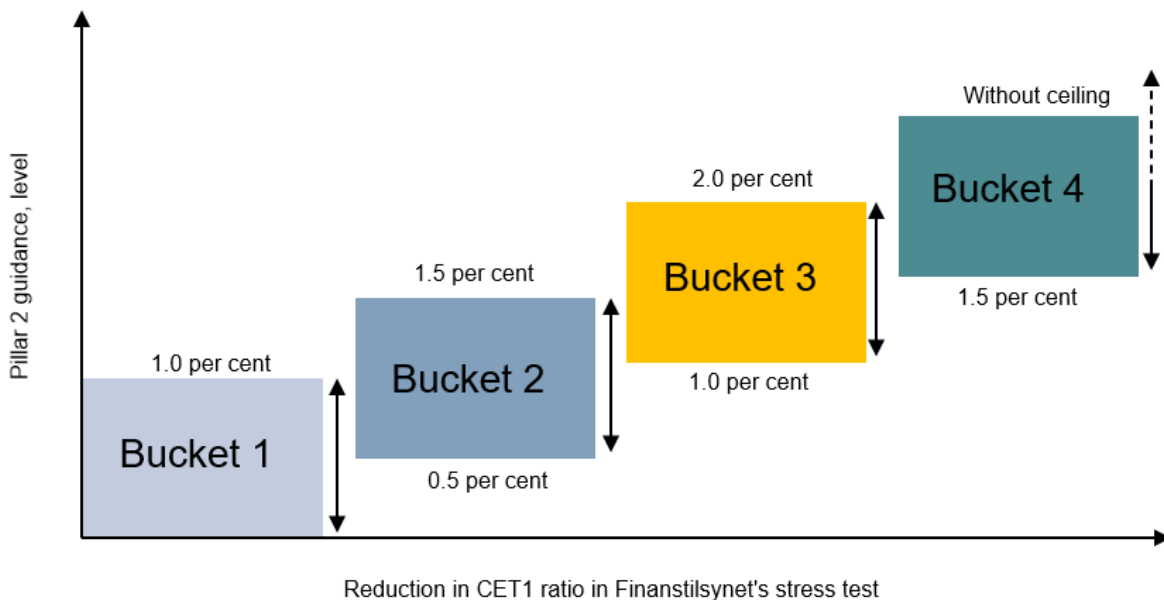 Pillar 2 guidance, level
Without ceiling
Bucket 4
1.5 per cent
2.0 per cent
Bucket 3
1.0 per cent
1.5 per cent
Bucket 2
0.5 per cent
1.0 per cent
Bucket 1
Reduction in CET1 ratio in Finanstilsynet's stress test